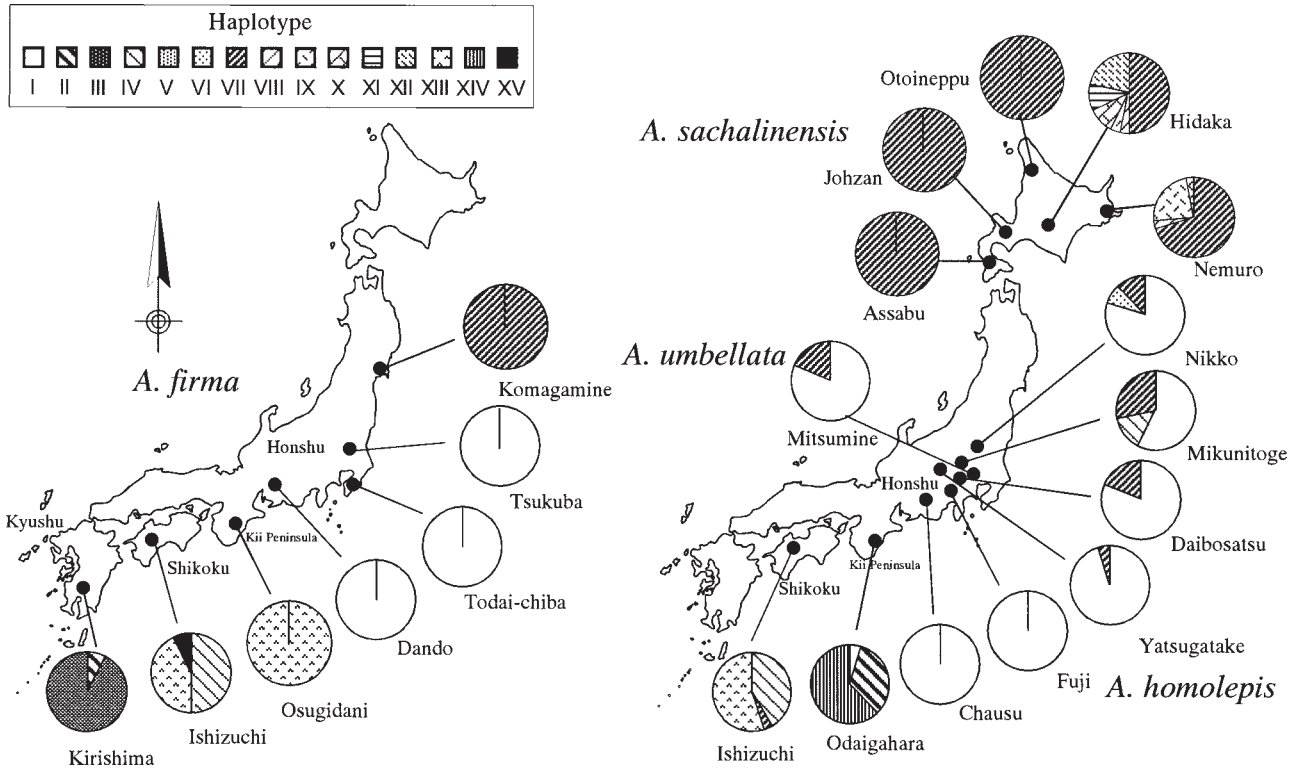 Haplotype
I II III IV V VI VII VIII IX X XI XII XIII XIV XV
A. firma
Komagamine
Honshu
Tsukuba
Kyushu
Kii Peninsula
Shikoku
Todai-chiba
Dando
Osugidani
Ishizuchi
Kirishima
A. sachalinensis
Otoineppu
Hidaka
Johzan
Nemuro
Assabu
A. umbellata
Nikko
Mitsumine
Mikunitoge
Honshu
Daibosatsu
Kii Peninsula
Shikoku
Yatsugatake
Fuji
A. homolepis
Chausu
Odaigahara
Ishizuchi